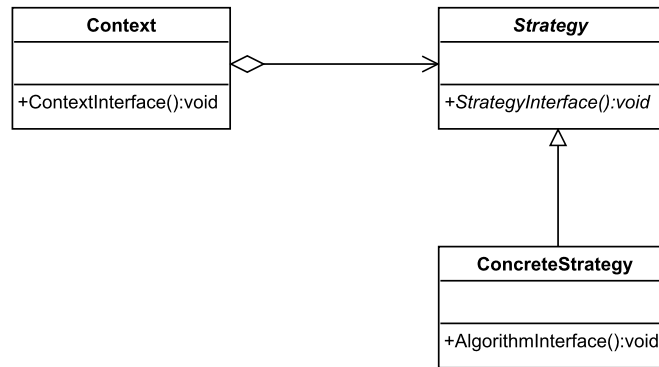 Context
+ContextInterface():void
Strategy
+StrategyInterface():void
ConcreteStrategy
+AlgorithmInterface():void